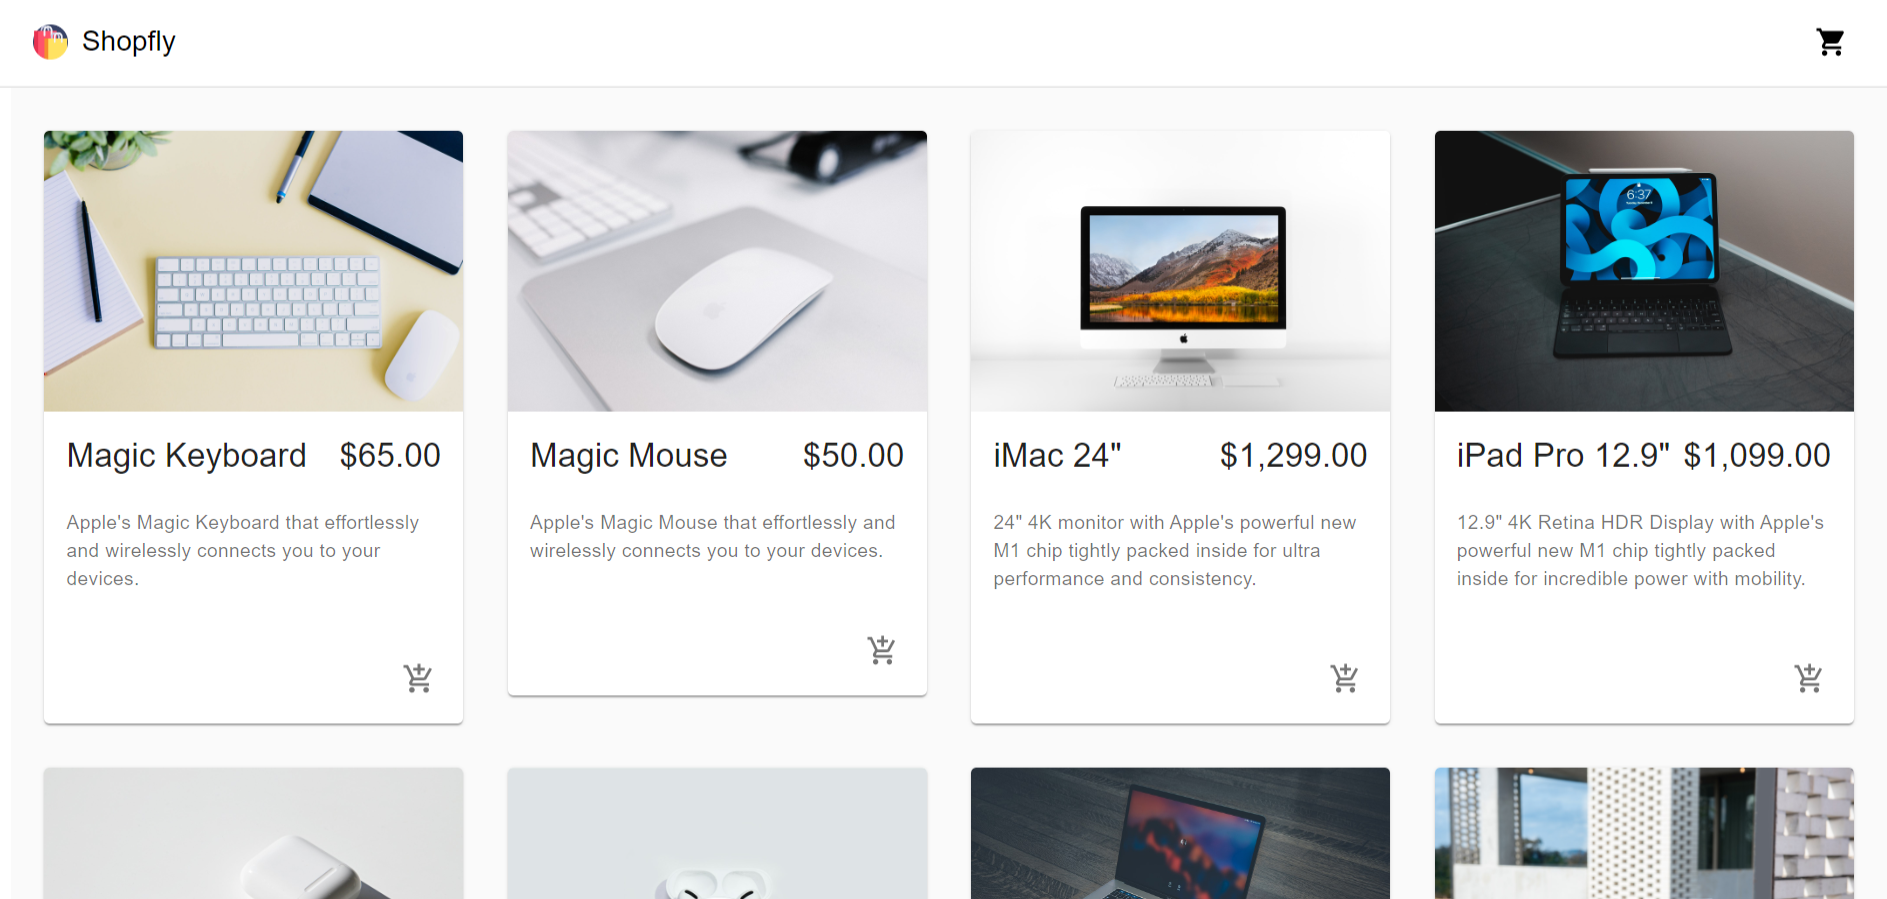 Shopfly
6:37
Magic Keyboard $65.00
Apple's Magic Keyboard that effortlessly
and wirelessly connects you to your
devices.
Magic Mouse $50.00
Apple's Magic Mouse that effortlessly and
wirelessly connects you to your devices.
iMac 24" $1,299.00
24" 4K monitor with Apple's powerful new
M1 chip tightly packed inside for ultra
performance and consistency.
iPad Pro 12.9" $1,099.00
12.9" 4K Retina HDR Display with Apple's
powerful new M1 chip tightly packed
inside for incredible power with mobility.